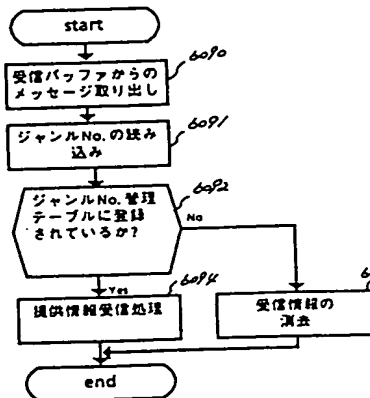 start
6090
受信バッファからの
メッセージ取り出し
6091
ジャンルNo.の読み
込み
6092
ジャンルNo.管理
テーブルに登録
されているか?
No
Yes
6094
提供情報受信処理
受信情報の
消去
end